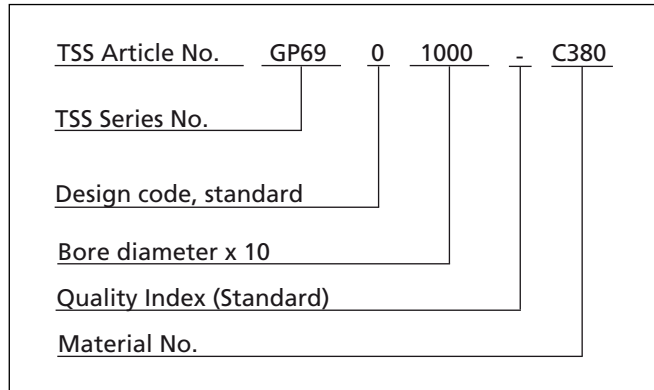 TSS Article No. GP69 0 1000 - C380
TSS Series No.
Design code, standard
Bore diameter x 10
Quality Index (Standard)
Material No.